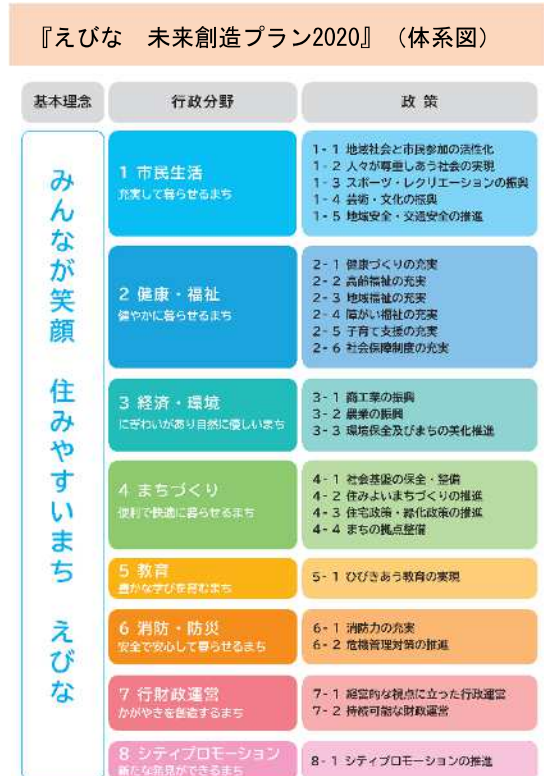 『えびな 未来創造プラン2020』(体系図)
基本理念
行政分野
政策
みんなが笑顔 住みやすいまち えびな
1 市民生活
充実して暮らせるまち
1-1 地域社会と市民参加の活性化
1-2 人々が尊重しあう社会の実現
1-3 スポーツ・レクリエーションの振興
1-4 芸術・文化の振興
1-5 地域安全・交通安全の推進
2 健康・福祉
健やかに暮らせるまち
2-1 健康づくりの充実
2-2 高齢福祉の充実
2-3 地域福祉の充実
2-4 障がい福祉の充実
2-5 子育て支援の充実
2-6 社会保障制度の充実
3 経済・環境
にぎわいがあり自然に優しいまち
3-1 商工業の振興
3-2 農業の振興
3-3 環境保全及びまちの美化推進
4 まちづくり
便利で快適に暮らせるまち
4-1 社会基盤の保全・整備
4-2 住みよいまちづくりの推進
4-3 住宅政策・緑化政策の推進
4-4 まちの拠点整備
5 教育
豊かな学びを育むまち
5-1 ひびきあう教育の実現
6 消防・防災
安全で安心して暮らせるまち
6-1 消防力の充実
6-2 危機管理対策の推進
7 行財政運営
かがやきを創造するまち
7-1 経営的な視点に立った行政運営
7-2 持続可能な財政運営
8 シティプロモーション
新たな発見ができるまち
8-1 シティプロモーションの推進